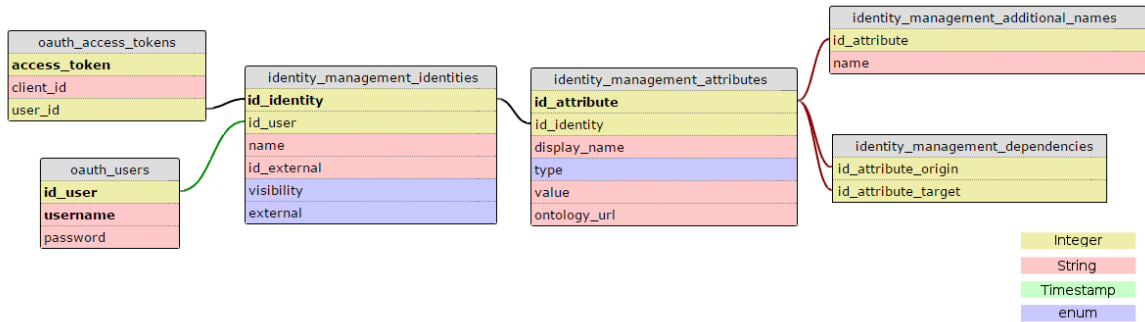 oauth_access_tokens
access_token
client_id
user_id
oauth_users
id_user
username
password
identity_management_identities
id_identity
id_user
name
id_external
visibility
external
identity_management_attributes
id_attribute
id_identity
display_name
type
value
ontology_url
identity_management_additional_names
id_attribute
name
identity_management_dependencies
id_attribute_origin
id_attribute_target
Integer
String
Timestamp
enum